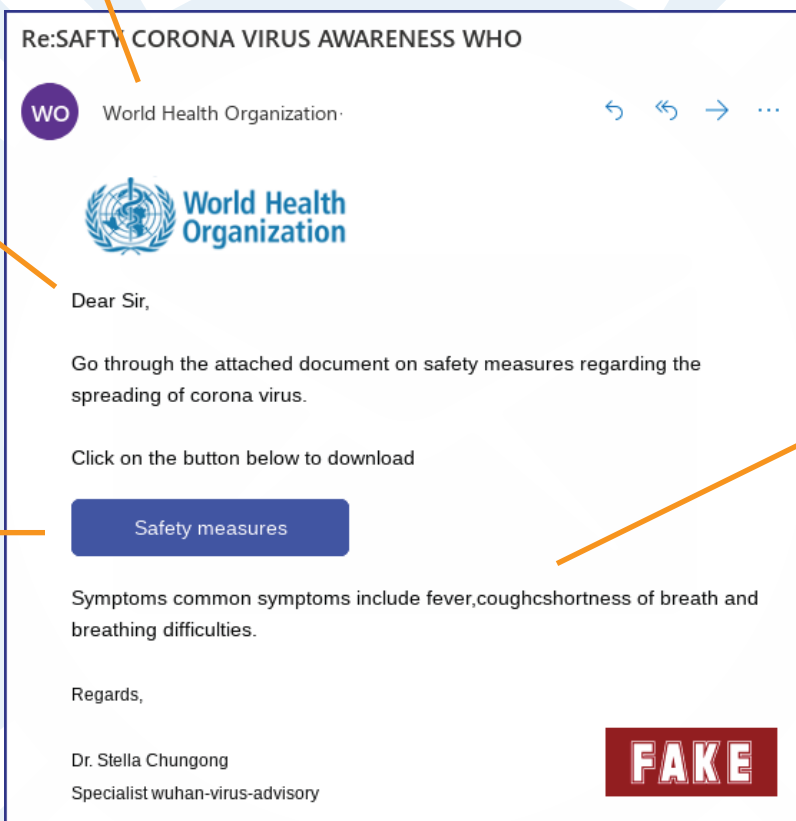 Re:SAFTY CORONA VIRUS AWARENESS WHO
WO
World Health Organization
World Health
Organization
Dear Sir,
Go through the attached document on safety measures regarding the
spreading of corona virus.
Click on the button below to download
Safety measures
Symptoms common symptoms include fever,coughcshortness of breath and
breathing difficulties.
Regards,
Dr. Stella Chungong
Specialist wuhan-virus-advisory
FAKE